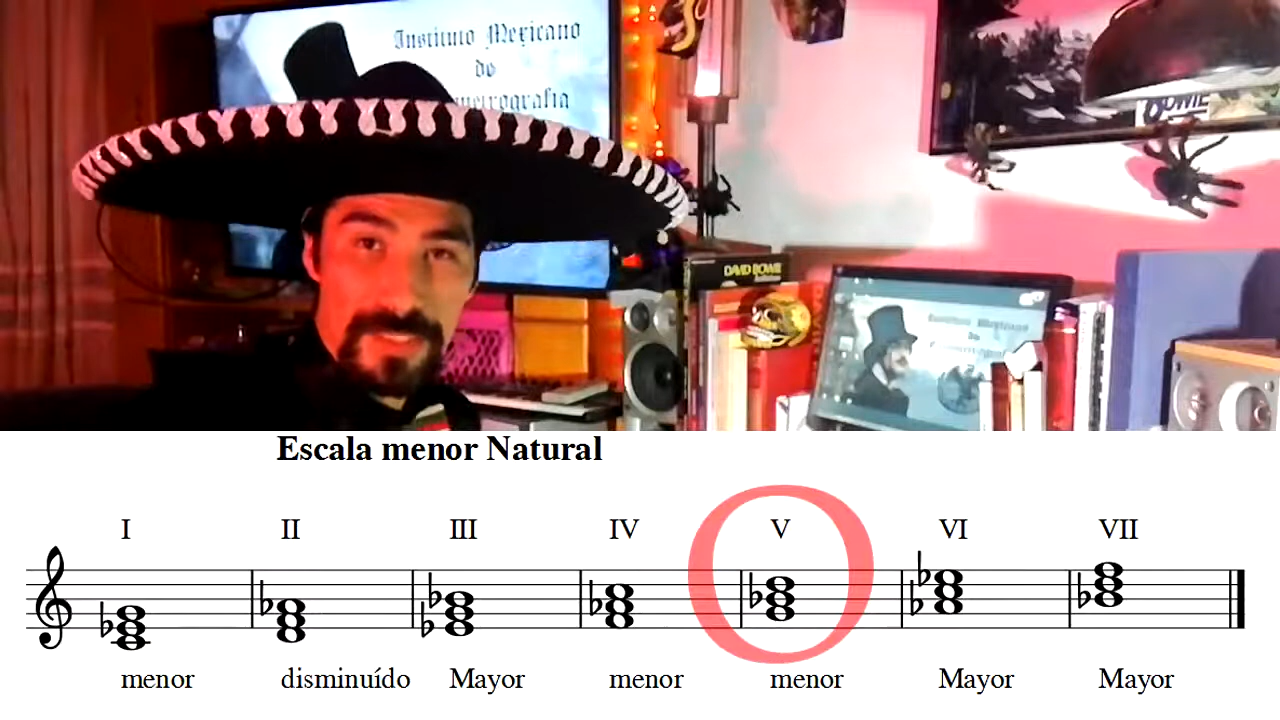 Instituto Mexicano
de
DAVID BOWIE
Escala menor Natural
I II III IV V VI VII
menor disminuído Mayor menor menor Mayor Mayor